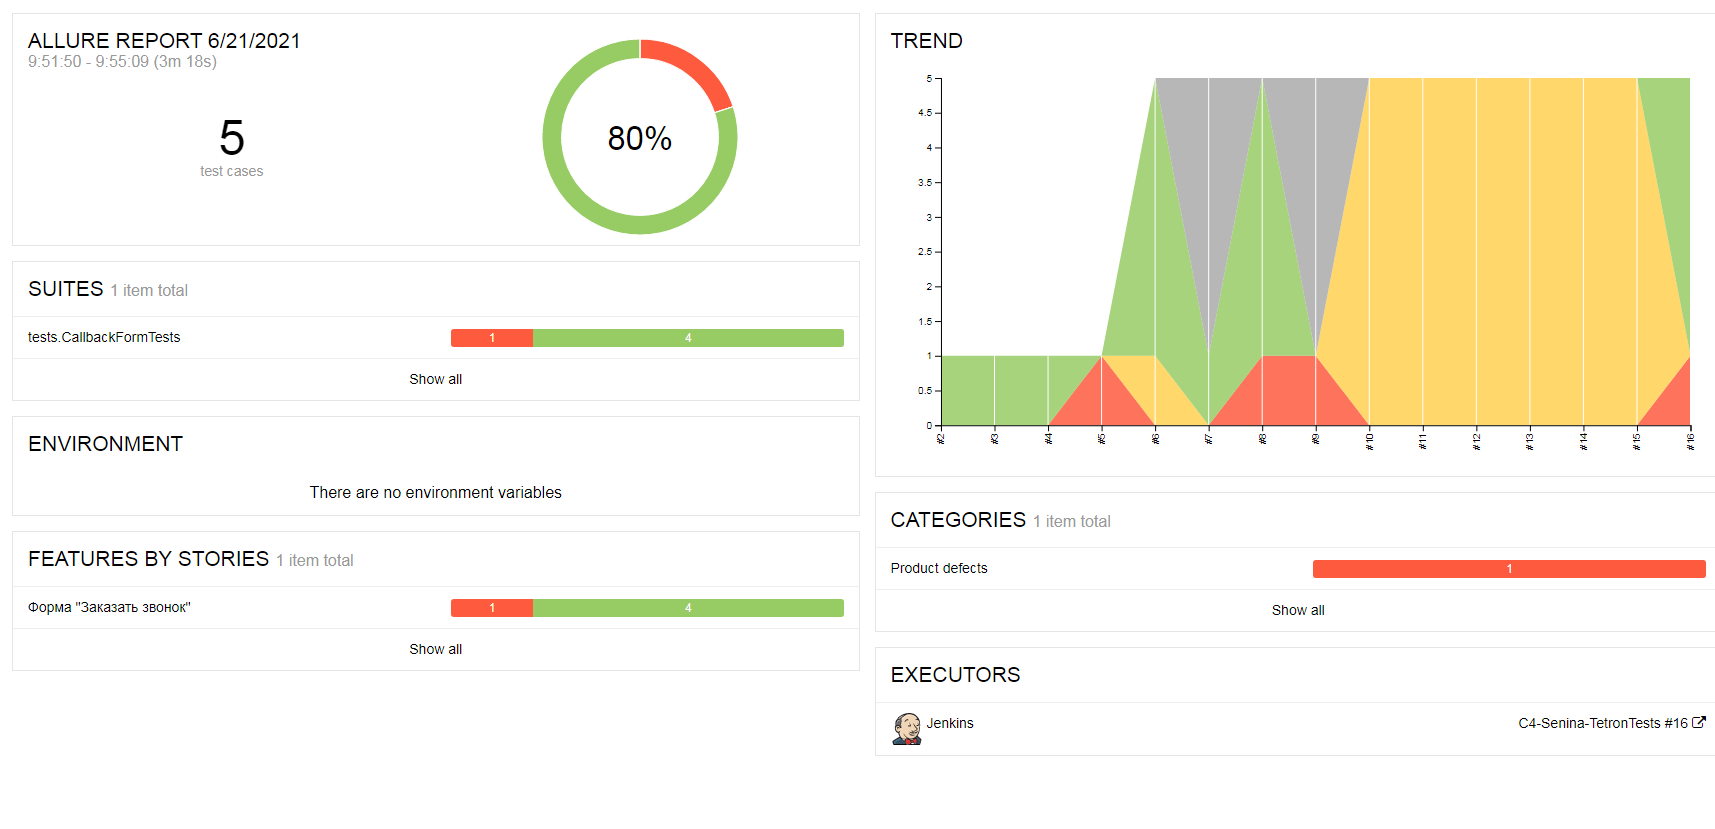 ALLURE REPORT 6/21/2021
9:51:50 - 9:55:09 (3m 18s)
5
test cases
80%
SUITES 1 item total
tests.CallbackFormTests 1 4
Show all
ENVIRONMENT
There are no environment variables
FEATURES BY STORIES 1 item total
Форма "Заказать звонок" 1 4
Show all
TREND
5
4.5
4
3.5
3
2.5
2
1.5
1
0.5
0
#2 #3 #4 #5 #6 #7 #8 #9 #10 #11 #12 #13 #14 #15 #16
CATEGORIES 1 item total
Product defects 1
Show all
EXECUTORS
Jenkins C4-Senina-TetronTests #16